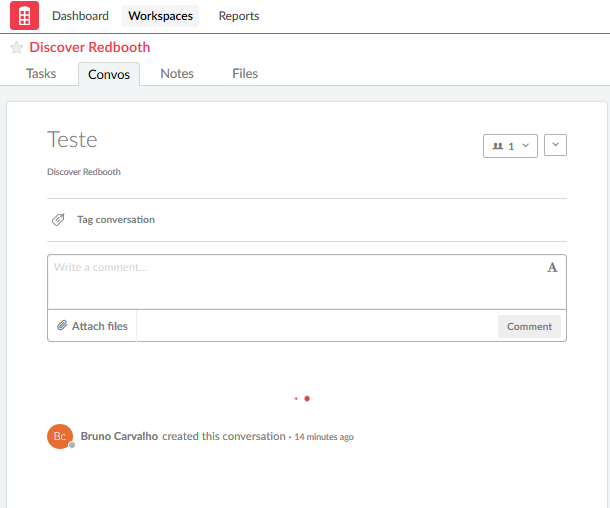 Dashboard Workspaces Reports
Discover Redbooth
Tasks Convos Notes Files
Teste
1
Discover Redbooth
Tag conversation
Write a comment... A
Attach files Comment
Bc Bruno Carvalho created this conversation · 14 minutes ago